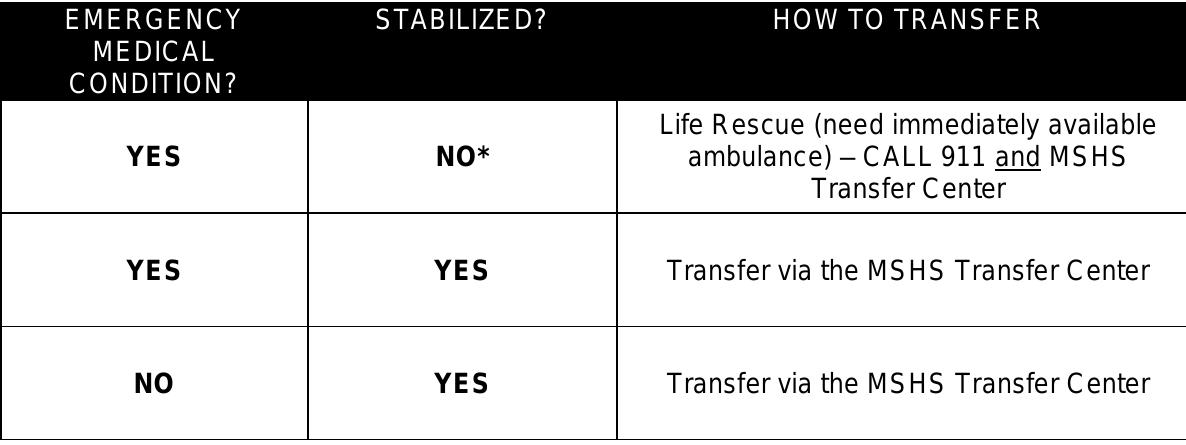 EMERGENCY
MEDICAL
CONDITION?
STABILIZED?
HOW TO TRANSFER
YES
NO*
Life Rescue (need immediately available
ambulance) – CALL 911 and MSHS
Transfer Center
YES
YES
Transfer via the MSHS Transfer Center
NO
YES
Transfer via the MSHS Transfer Center